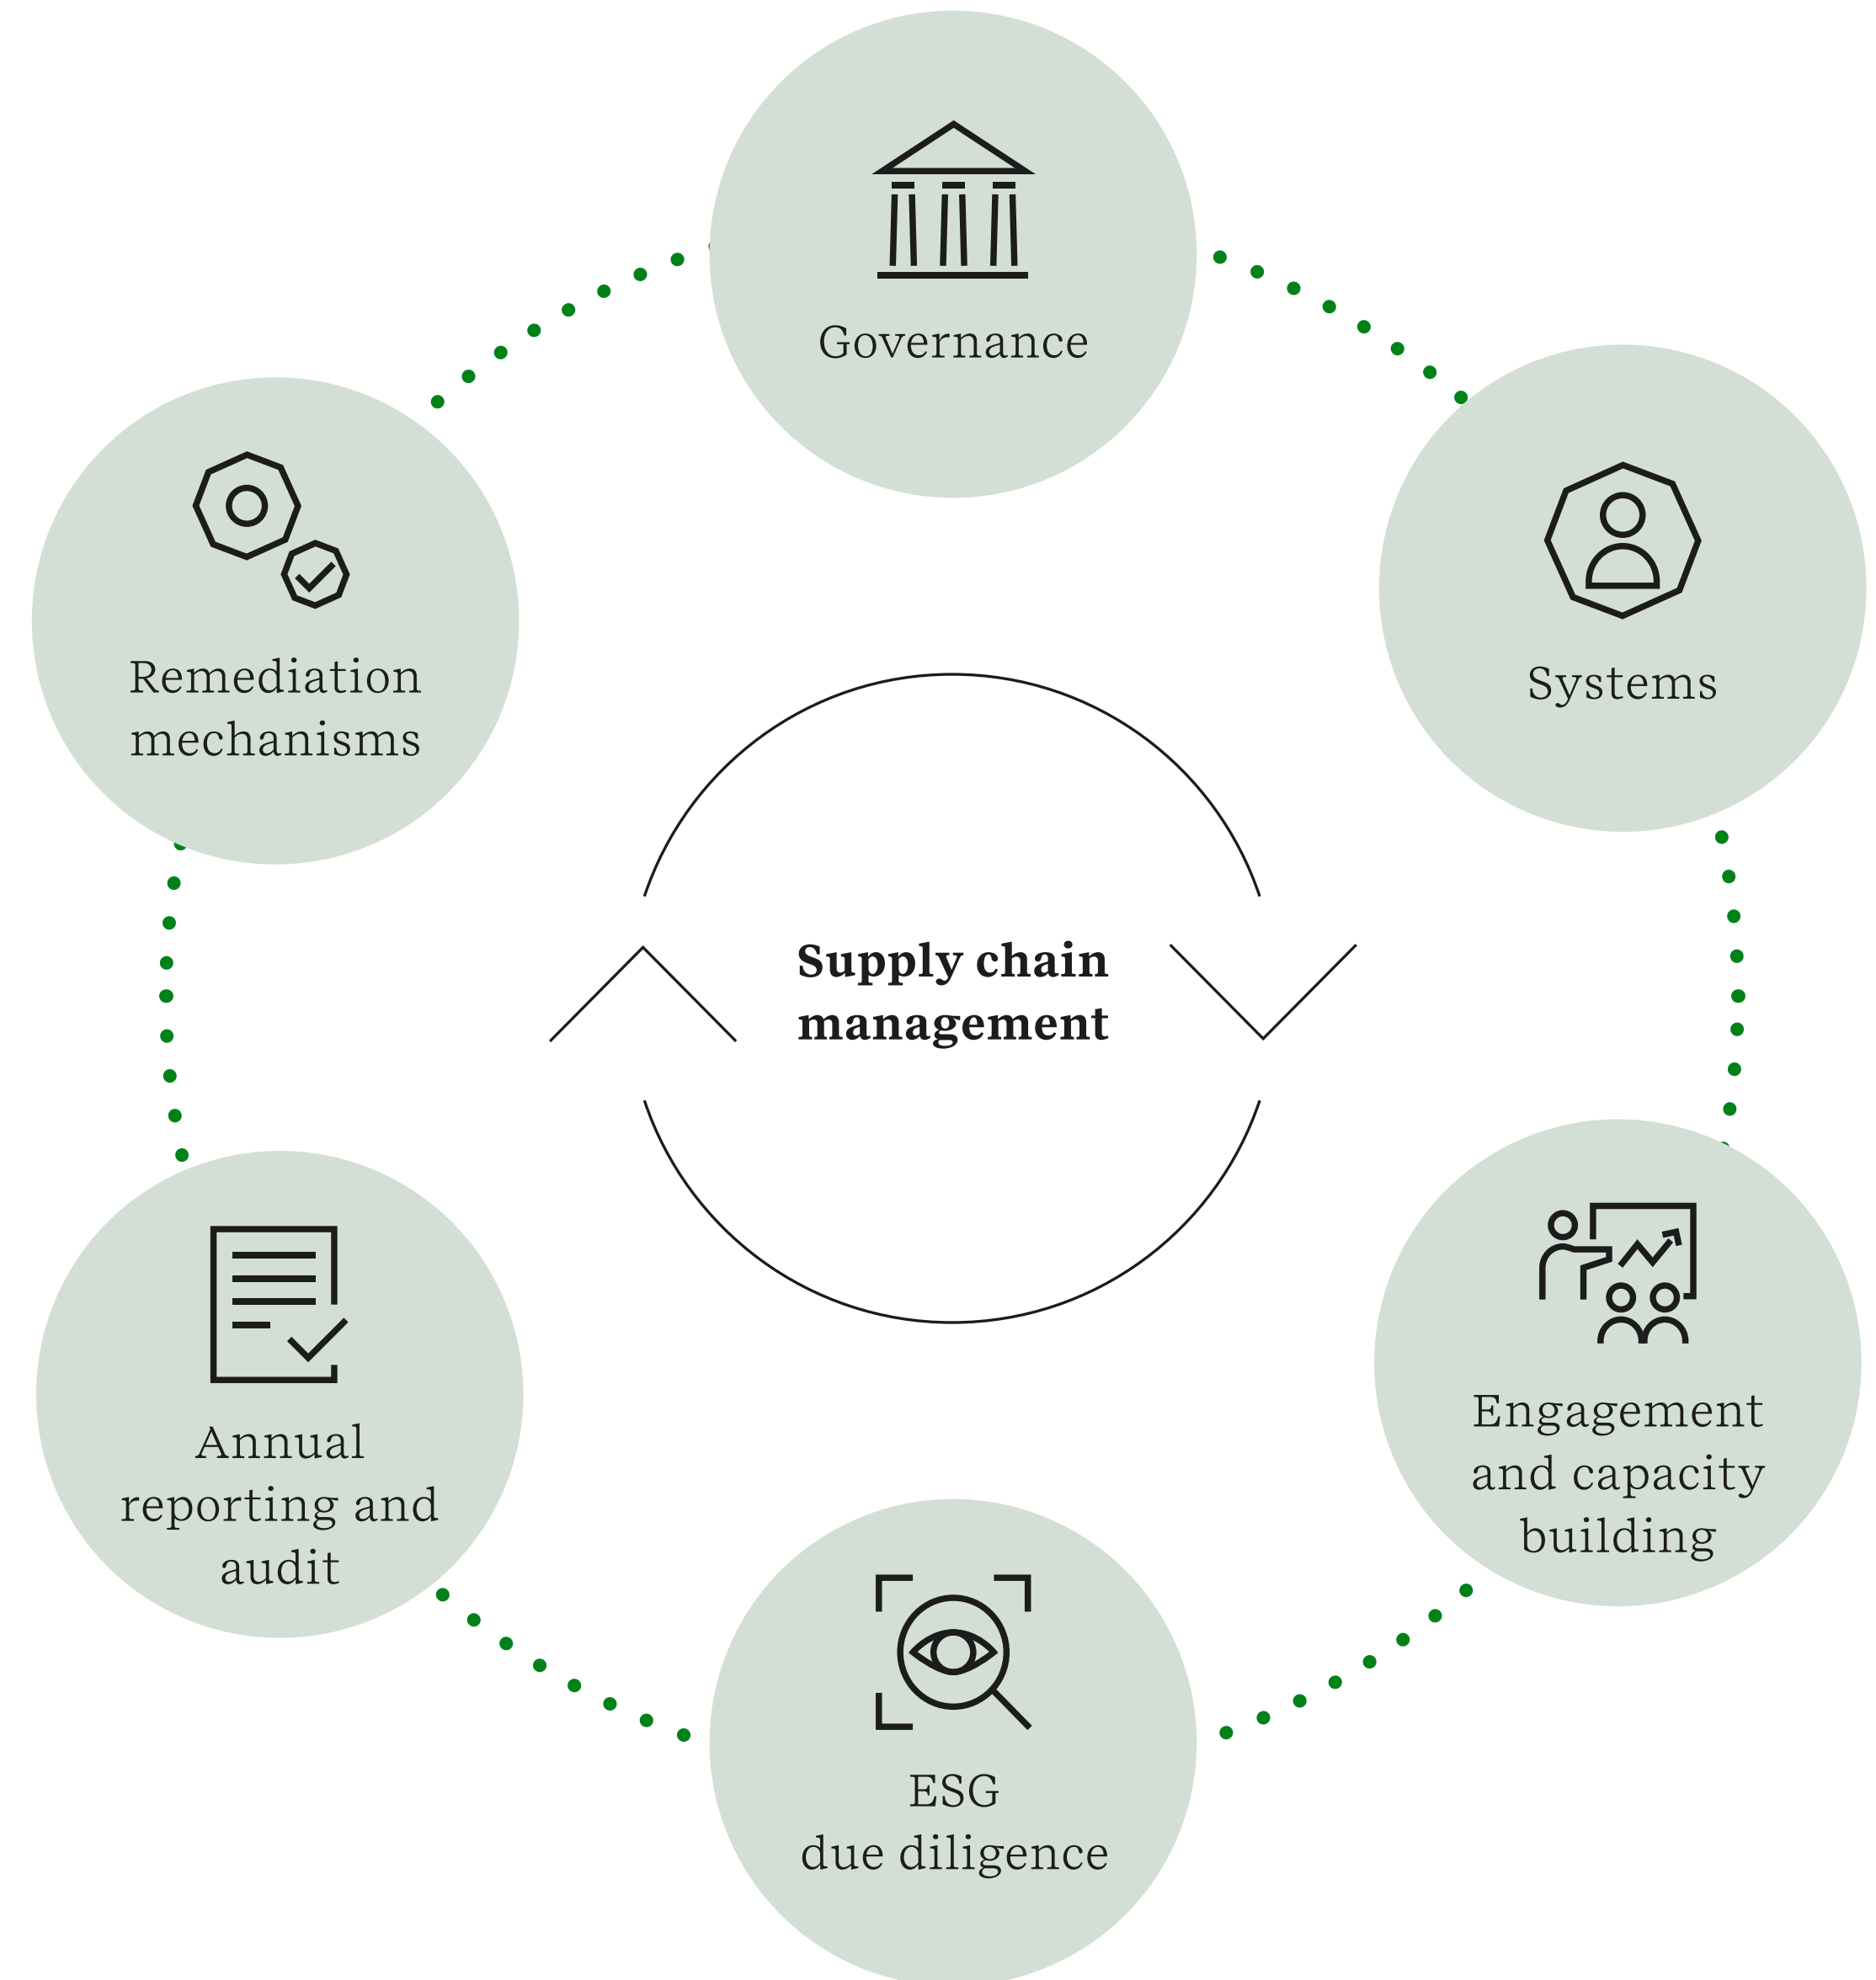 Governance
Systems
Remediation
mechanisms
Supply chain
management
Engagement
and capacity
building
Annual
reporting and
audit
ESG
due diligence